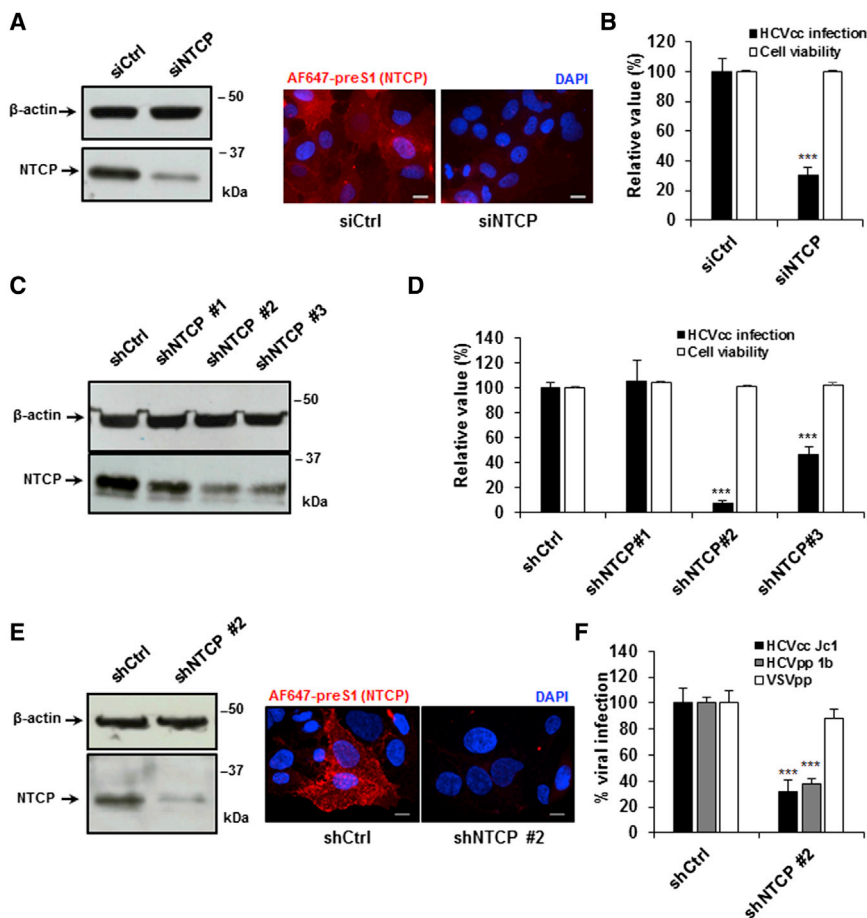 A
siCtrl
siNTCP
β-actin
NTCP
50
37
kDa
AF647-preS1 (NTCP)
DAPI
siCtrl
siNTCP
B
HCVcc infection
Cell viability
Relative value (%)
120
100
80
60
40
20
0
***
siCtrl
siNTCP
C
shCtrl
shNTCP #1
shNTCP #2
shNTCP #3
β-actin
NTCP
50
37
kDa
D
HCVcc infection
Cell viability
Relative value (%)
140
120
100
80
60
40
20
0
***
***
shCtrl
shNTCP#1
shNTCP#2
shNTCP#3
E
shCtrl
shNTCP #2
β-actin
NTCP
50
37
kDa
AF647-preS1 (NTCP)
DAPI
shCtrl
shNTCP #2
F
HCVcc Jc1
HCVpp 1b
VSVpp
% viral infection
140
120
100
80
60
40
20
0
***
***
shCtrl
shNTCP #2